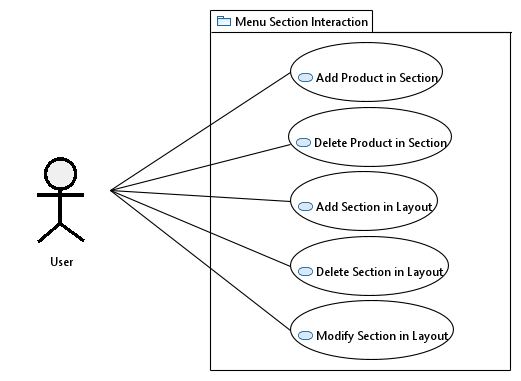 Menu Section Interaction
Add Product in Section
Delete Product in Section
Add Section in Layout
Delete Section in Layout
Modify Section in Layout
User